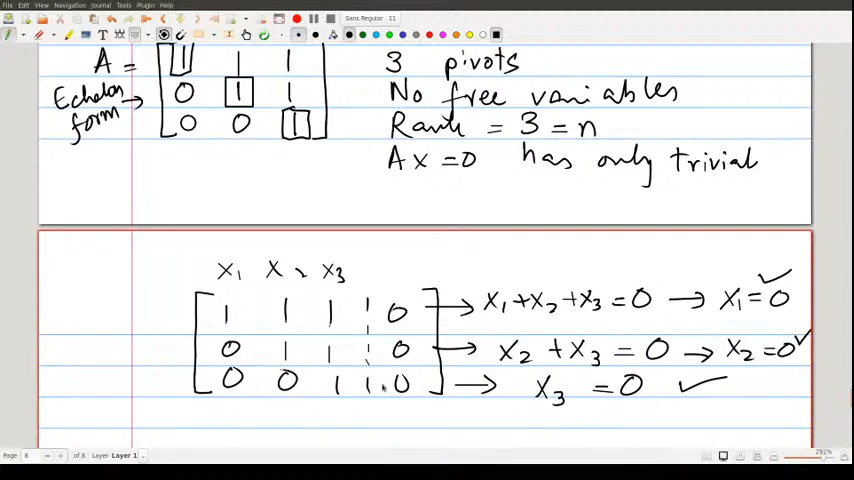 File Edit View Navigation Journal Tools Plugin Help
Sans Regular 11
A = 1 1 1 3 pivots
Echelon form → 0 1 1 No free variables
0 0 1 Rank = 3 = n
Ax = 0 has only trivial
x1 x2 x3
1 1 1 | 0 → x1 + x2 + x3 = 0 → x1 = 0 ✓
0 1 1 | 0 → x2 + x3 = 0 → x2 = 0 ✓
0 0 1 | 0 → x3 = 0 ✓
Page 8 of 8 Layer Layer 1 291%